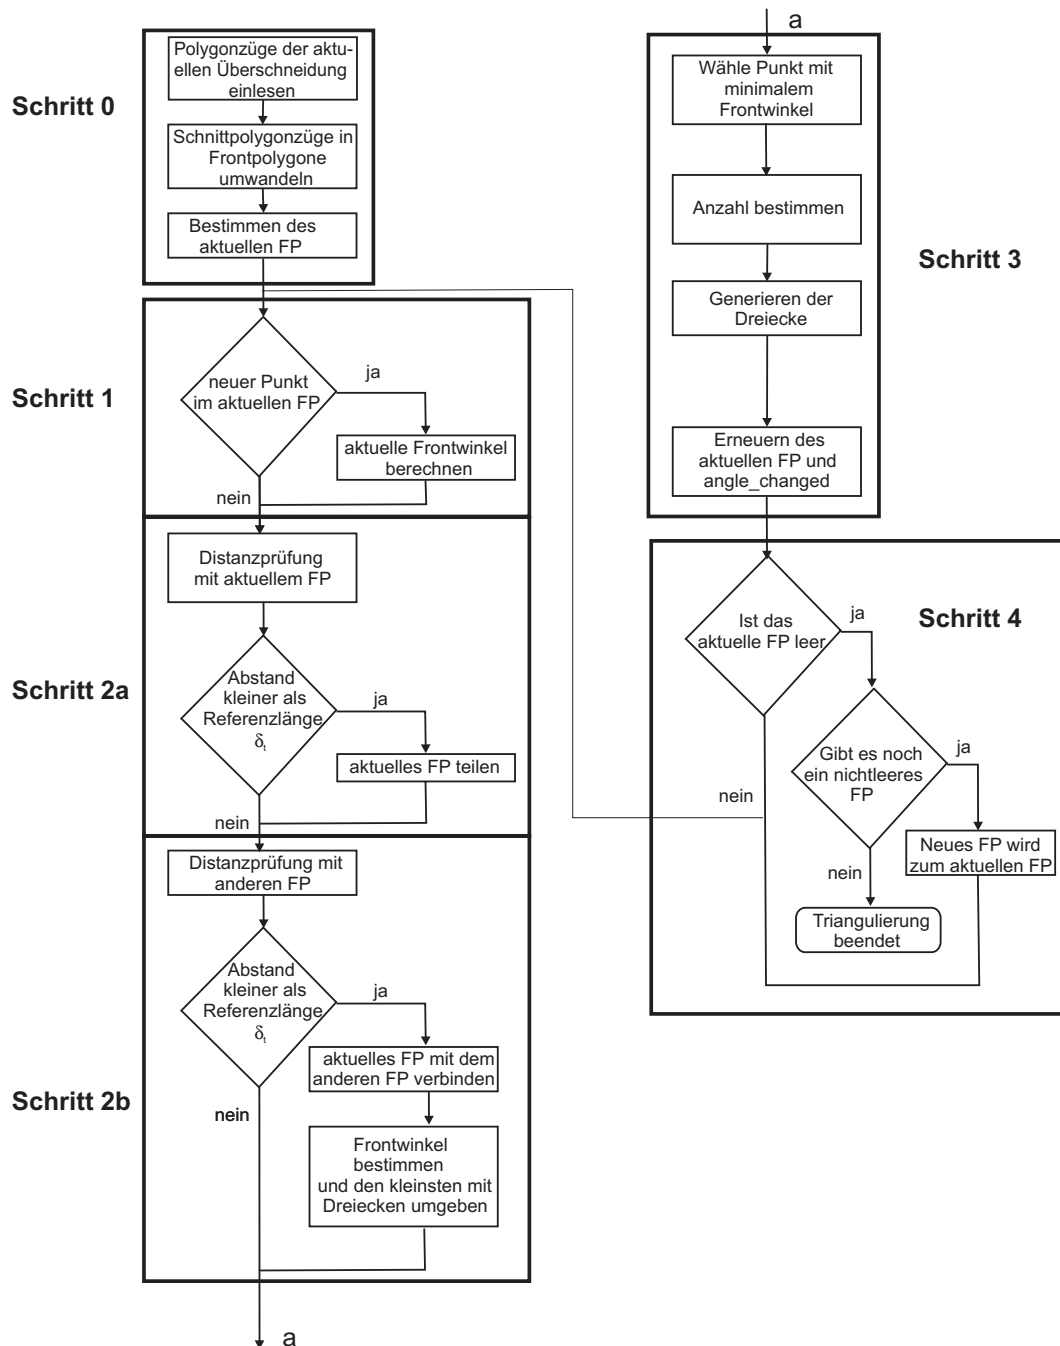 Schritt 0
Polygonzüge der aktu-
ellen Überschneidung
einlesen
Schnittpolygonzüge in
Frontpolygone
umwandeln
Bestimmen des
aktuellen FP
Schritt 1
neuer Punkt
im aktuellen FP
ja
aktuelle Frontwinkel
berechnen
nein
Schritt 2a
Distanzprüfung
mit aktuellem FP
Abstand
kleiner als
Referenzlänge
δt
ja
aktuelles FP teilen
nein
Schritt 2b
Distanzprüfung mit
anderen FP
Abstand
kleiner als
Referenzlänge
δt
ja
aktuelles FP mit dem
anderen FP verbinden
nein
Frontwinkel
bestimmen
und den kleinsten mit
Dreiecken umgeben
a
a
Schritt 3
Wähle Punkt mit
minimalem
Frontwinkel
Anzahl bestimmen
Generieren der
Dreiecke
Erneuern des
aktuellen FP und
angle_changed
Schritt 4
Ist das
aktuelle FP leer
ja
nein
Gibt es noch
ein nichtleeres
FP
ja
Neues FP wird
zum aktuellen FP
nein
Triangulierung
beendet